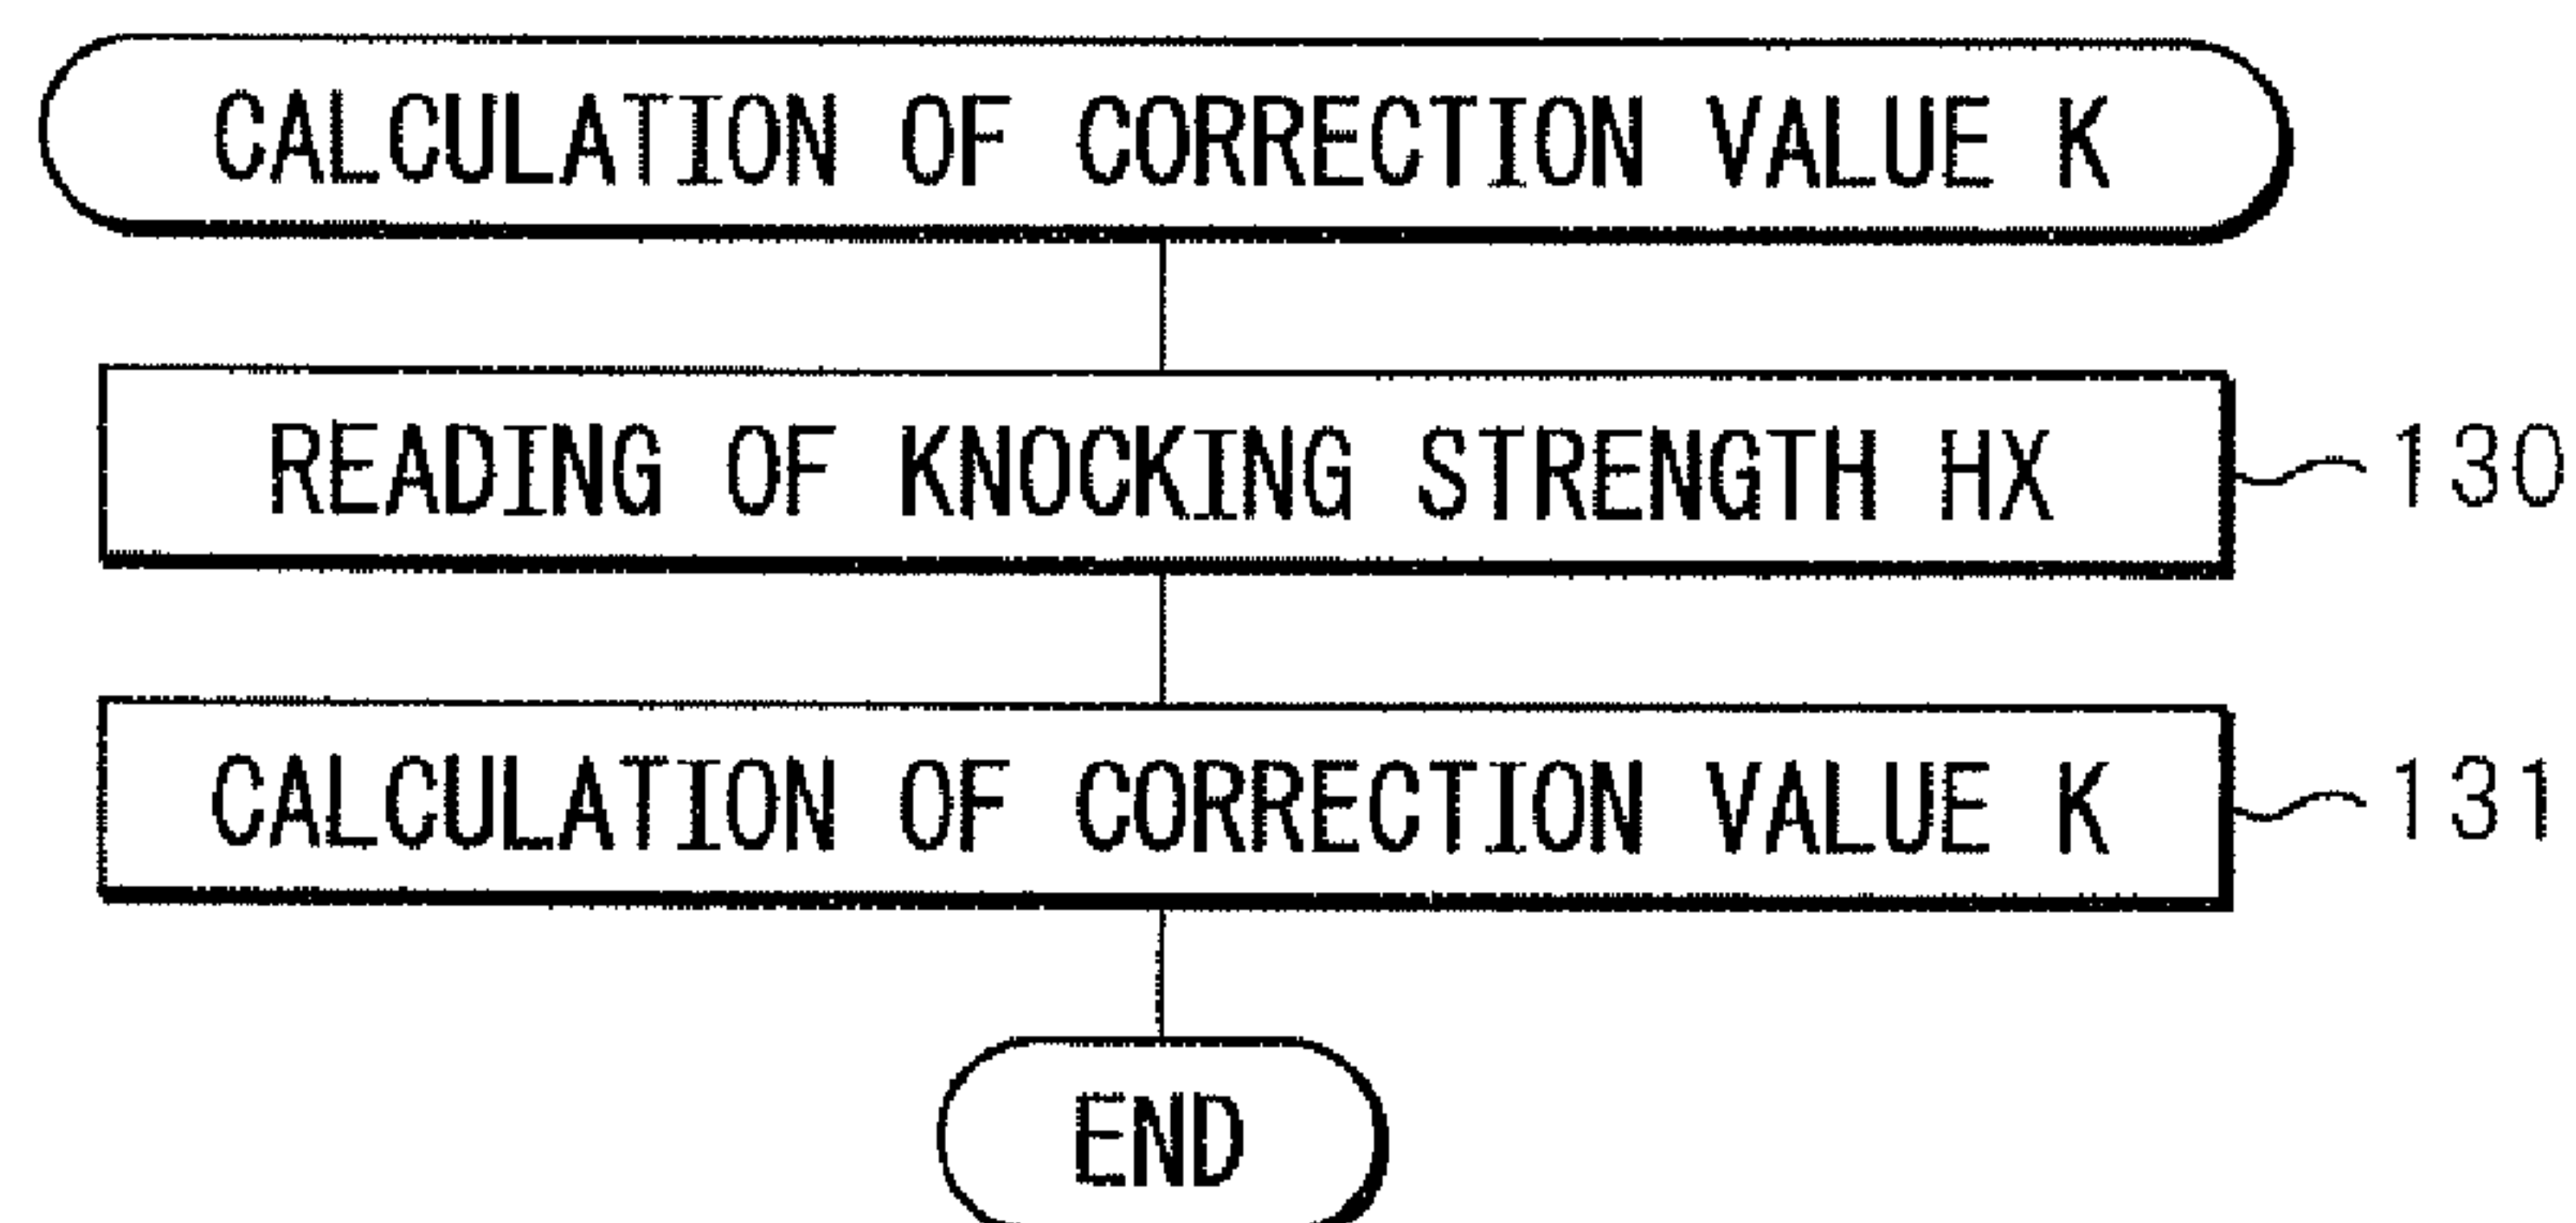 CALCULATION OF CORRECTION VALUE K
READING OF KNOCKING STRENGTH HX
130
CALCULATION OF CORRECTION VALUE K
131
END